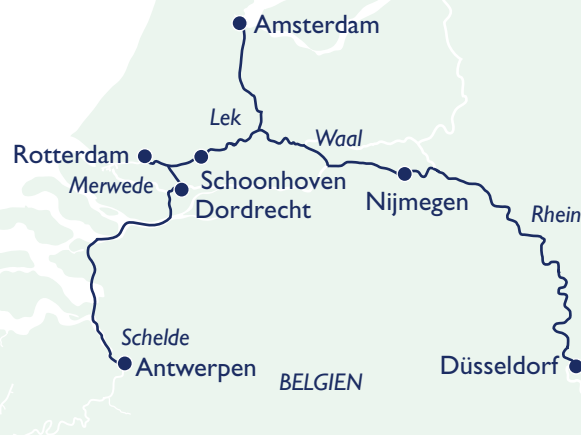 Amsterdam
Lek
Waal
Rotterdam
Merwede
Schoonhoven
Dordrecht
Nijmegen
Rhein
Schelde
Antwerpen
BELGIEN
Düsseldorf